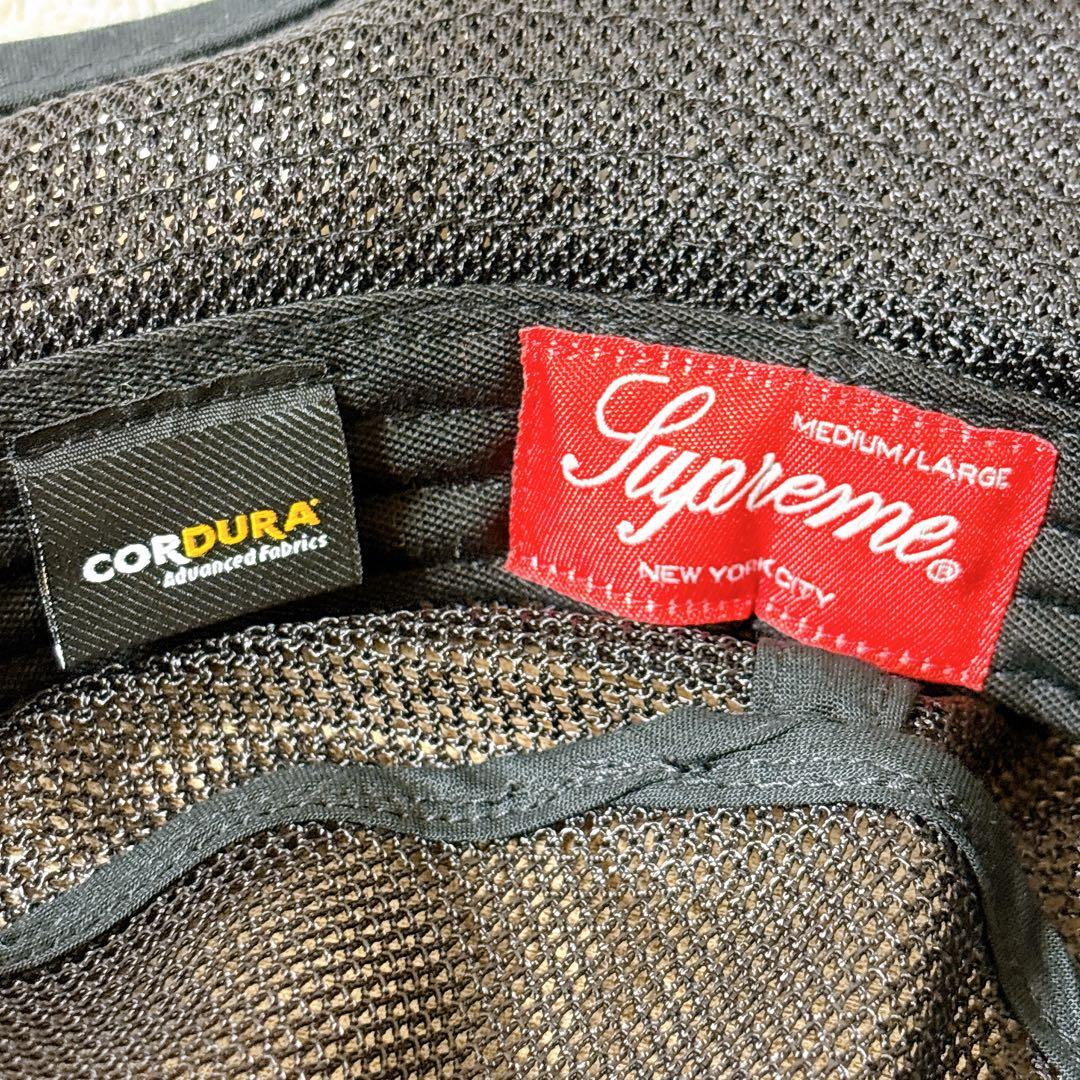 CORDURA®
Advanced Fabrics
MEDIUM/LARGE
Supreme®
NEW YORK CITY